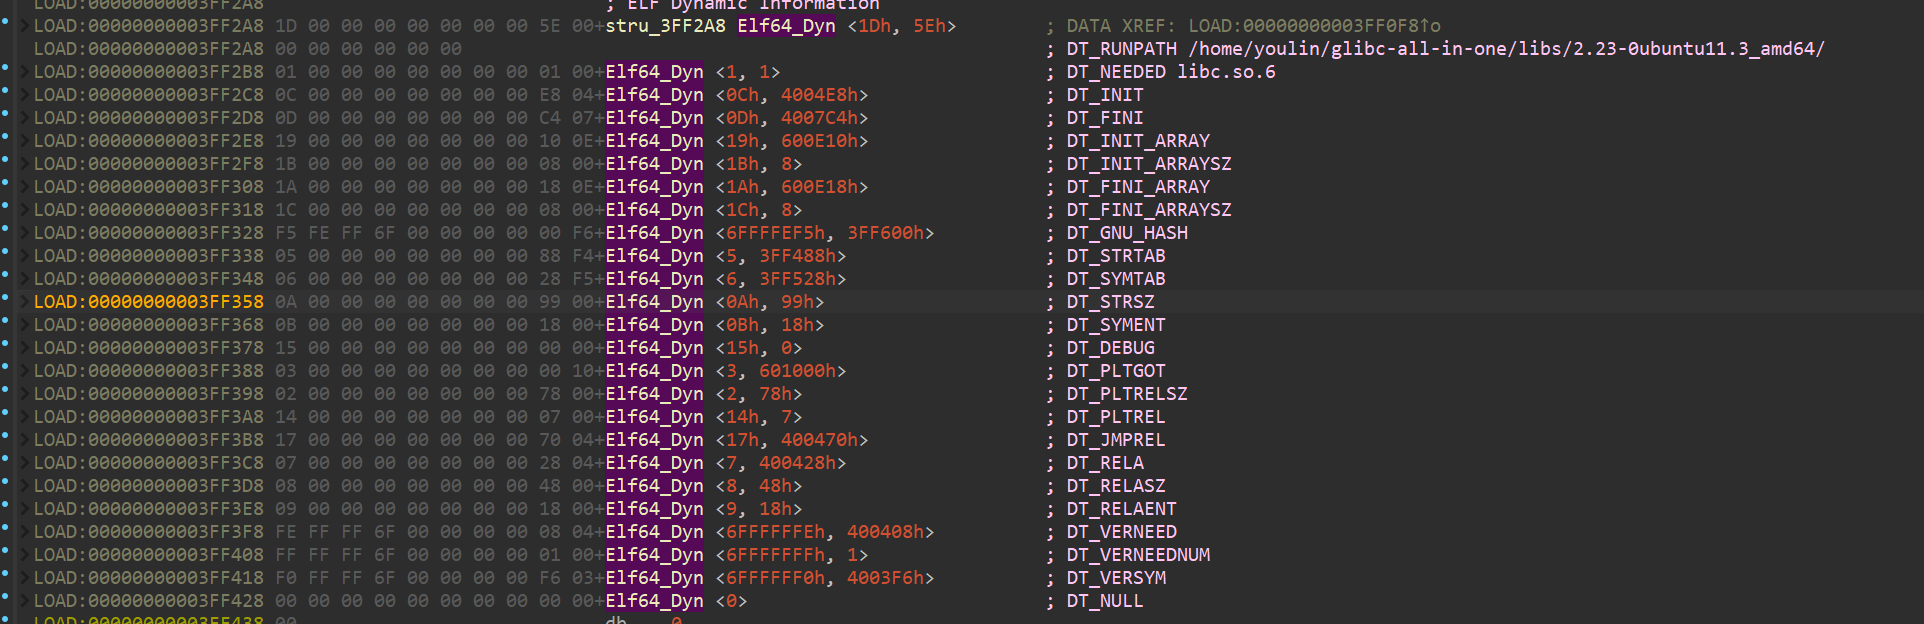 LOAD:00000000003FF2A8 ; ELF Dynamic Information
LOAD:00000000003FF2A8 1D 00 00 00 00 00 00 00 5E 00+stru_3FF2A8 Elf64_Dyn <1Dh, 5Eh> ; DATA XREF: LOAD:00000000003FF0F8↑o
LOAD:00000000003FF2A8 00 00 00 00 00 00 ; DT_RUNPATH /home/youlin/glibc-all-in-one/libs/2.23-0ubuntu11.3_amd64/
LOAD:00000000003FF2B8 01 00 00 00 00 00 00 00 01 00+Elf64_Dyn <1, 1> ; DT_NEEDED libc.so.6
LOAD:00000000003FF2C8 0C 00 00 00 00 00 00 00 E8 04+Elf64_Dyn <0Ch, 4004E8h> ; DT_INIT
LOAD:00000000003FF2D8 0D 00 00 00 00 00 00 00 C4 07+Elf64_Dyn <0Dh, 4007C4h> ; DT_FINI
LOAD:00000000003FF2E8 19 00 00 00 00 00 00 00 10 0E+Elf64_Dyn <19h, 600E10h> ; DT_INIT_ARRAY
LOAD:00000000003FF2F8 1B 00 00 00 00 00 00 00 08 00+Elf64_Dyn <1Bh, 8> ; DT_INIT_ARRAYSZ
LOAD:00000000003FF308 1A 00 00 00 00 00 00 00 18 0E+Elf64_Dyn <1Ah, 600E18h> ; DT_FINI_ARRAY
LOAD:00000000003FF318 1C 00 00 00 00 00 00 00 08 00+Elf64_Dyn <1Ch, 8> ; DT_FINI_ARRAYSZ
LOAD:00000000003FF328 F5 FE FF 6F 00 00 00 00 00 F6+Elf64_Dyn <6FFFFEF5h, 3FF600h> ; DT_GNU_HASH
LOAD:00000000003FF338 05 00 00 00 00 00 00 00 88 F4+Elf64_Dyn <5, 3FF488h> ; DT_STRTAB
LOAD:00000000003FF348 06 00 00 00 00 00 00 00 28 F5+Elf64_Dyn <6, 3FF528h> ; DT_SYMTAB
LOAD:00000000003FF358 0A 00 00 00 00 00 00 00 99 00+Elf64_Dyn <0Ah, 99h> ; DT_STRSZ
LOAD:00000000003FF368 0B 00 00 00 00 00 00 00 18 00+Elf64_Dyn <0Bh, 18h> ; DT_SYMENT
LOAD:00000000003FF378 15 00 00 00 00 00 00 00 00 00+Elf64_Dyn <15h, 0> ; DT_DEBUG
LOAD:00000000003FF388 03 00 00 00 00 00 00 00 00 10+Elf64_Dyn <3, 601000h> ; DT_PLTGOT
LOAD:00000000003FF398 02 00 00 00 00 00 00 00 78 00+Elf64_Dyn <2, 78h> ; DT_PLTRELSZ
LOAD:00000000003FF3A8 14 00 00 00 00 00 00 00 07 00+Elf64_Dyn <14h, 7> ; DT_PLTREL
LOAD:00000000003FF3B8 17 00 00 00 00 00 00 00 70 04+Elf64_Dyn <17h, 400470h> ; DT_JMPREL
LOAD:00000000003FF3C8 07 00 00 00 00 00 00 00 28 04+Elf64_Dyn <7, 400428h> ; DT_RELA
LOAD:00000000003FF3D8 08 00 00 00 00 00 00 00 48 00+Elf64_Dyn <8, 48h> ; DT_RELASZ
LOAD:00000000003FF3E8 09 00 00 00 00 00 00 00 18 00+Elf64_Dyn <9, 18h> ; DT_RELAENT
LOAD:00000000003FF3F8 FE FF FF 6F 00 00 00 00 08 04+Elf64_Dyn <6FFFFFFEh, 400408h> ; DT_VERNEED
LOAD:00000000003FF408 FF FF FF 6F 00 00 00 00 01 00+Elf64_Dyn <6FFFFFFFh, 1> ; DT_VERNEEDNUM
LOAD:00000000003FF418 F0 FF FF 6F 00 00 00 00 F6 03+Elf64_Dyn <6FFFFFF0h, 4003F6h> ; DT_VERSYM
LOAD:00000000003FF428 00 00 00 00 00 00 00 00 00 00+Elf64_Dyn <0> ; DT_NULL
LOAD:00000000003FF438 00 db 0